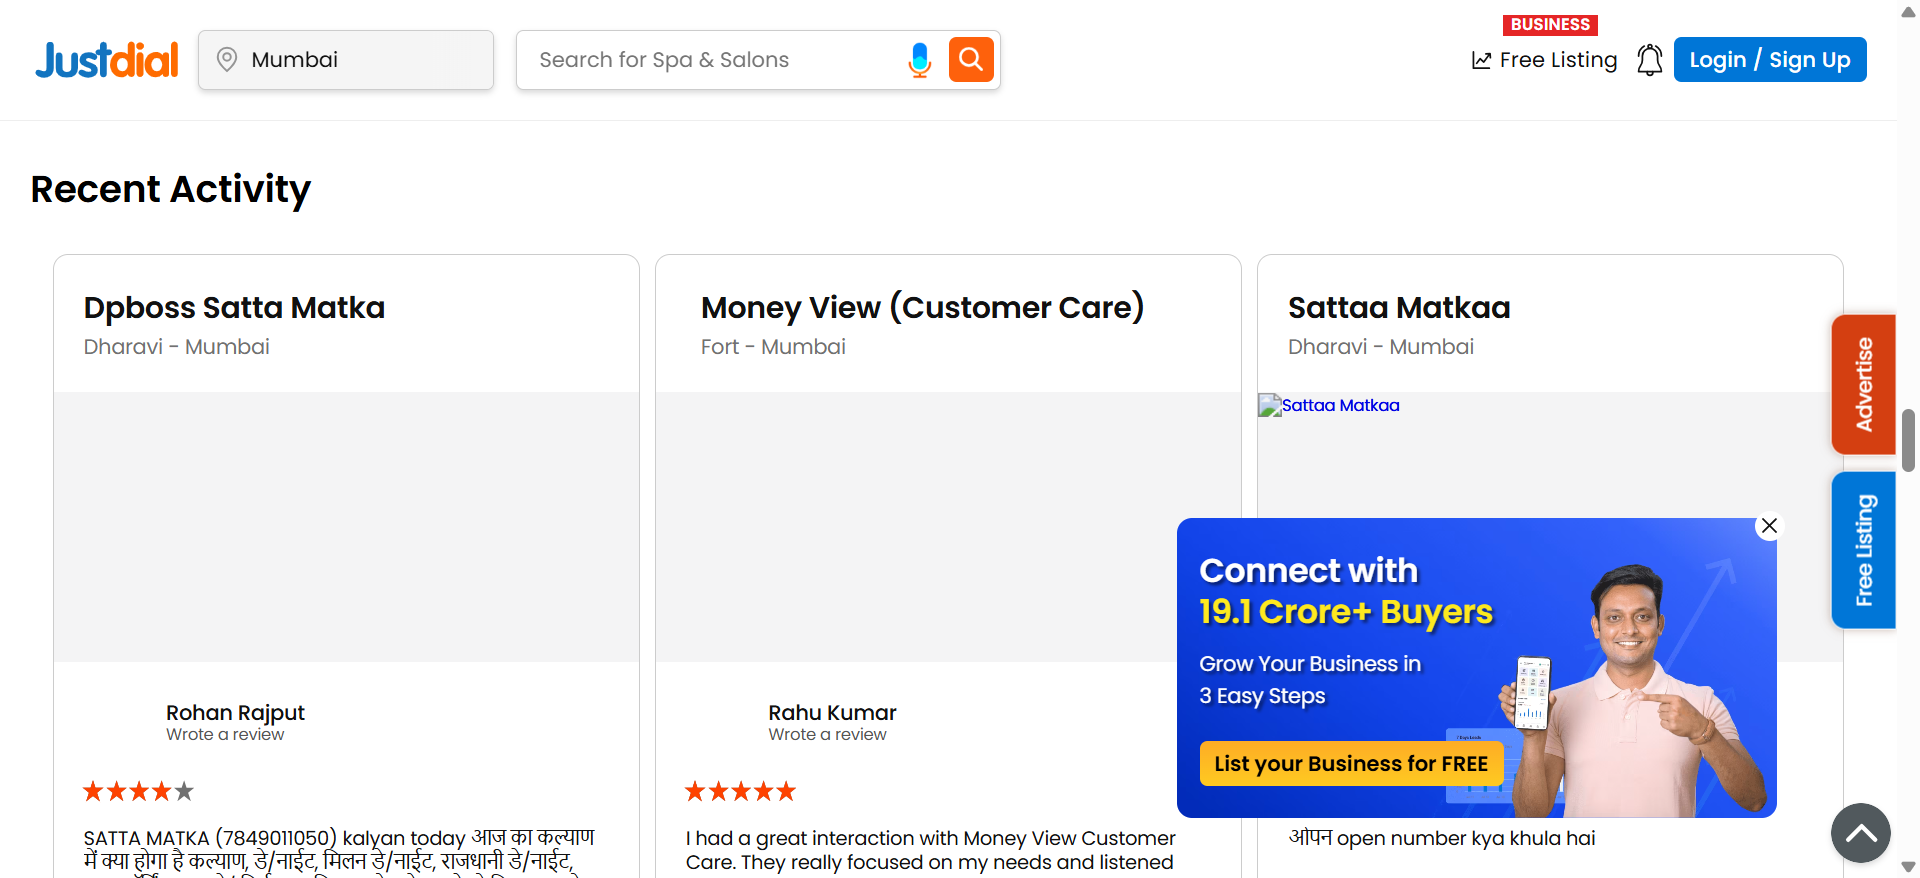 Justdial
Mumbai
Search for Spa & Salons
BUSINESS
Free Listing
Login / Sign Up
Recent Activity
Dpboss Satta Matka
Dharavi - Mumbai
Rohan Rajput
Wrote a review
SATTA MATKA (7849011050) kalyan today आज का कल्याण
में क्या होगा है कल्याण, डे/नाईट, मिलन डे/नाईट, राजधानी डे/नाईट,
Money View (Customer Care)
Fort - Mumbai
Rahu Kumar
Wrote a review
I had a great interaction with Money View Customer
Care. They really focused on my needs and listened
Sattaa Matkaa
Dharavi - Mumbai
Sattaa Matkaa
ओपन open number kya khula hai
Connect with
19.1 Crore+ Buyers
Grow Your Business in
3 Easy Steps
List your Business for FREE
Advertise
Free Listing